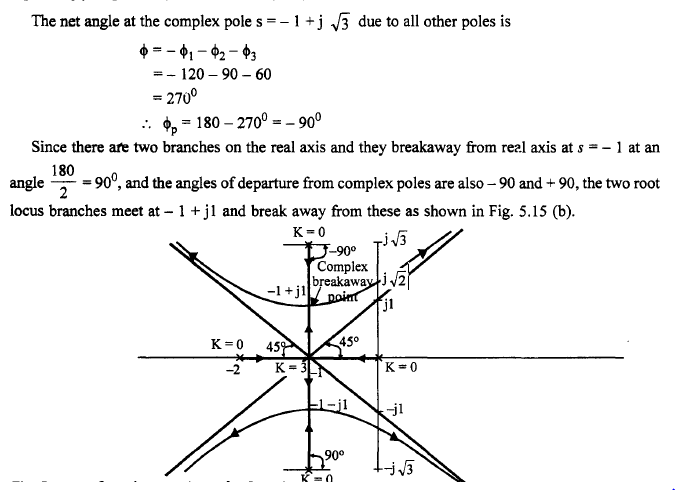 The net angle at the complex pole s = – 1 + j √3 due to all other poles is
ϕ = – ϕ₁ – ϕ₂ – ϕ₃
= – 120 – 90 – 60
= 270⁰
∴ ϕₚ = 180 – 270⁰ = – 90⁰
Since there are two branches on the real axis and they breakaway from real axis at s = – 1 at an
angle 180/2 = 90⁰, and the angles of departure from complex poles are also – 90 and + 90, the two root
locus branches meet at – 1 + j1 and break away from these as shown in Fig. 5.15 (b).
K = 0
j √3
–90°
Complex
breakaway
point
j √2
–1 + j1
j1
K = 0
45°
45°
–2
K = 3
–1
K = 0
–1 – j1
–j1
90°
–j √3
K = 0